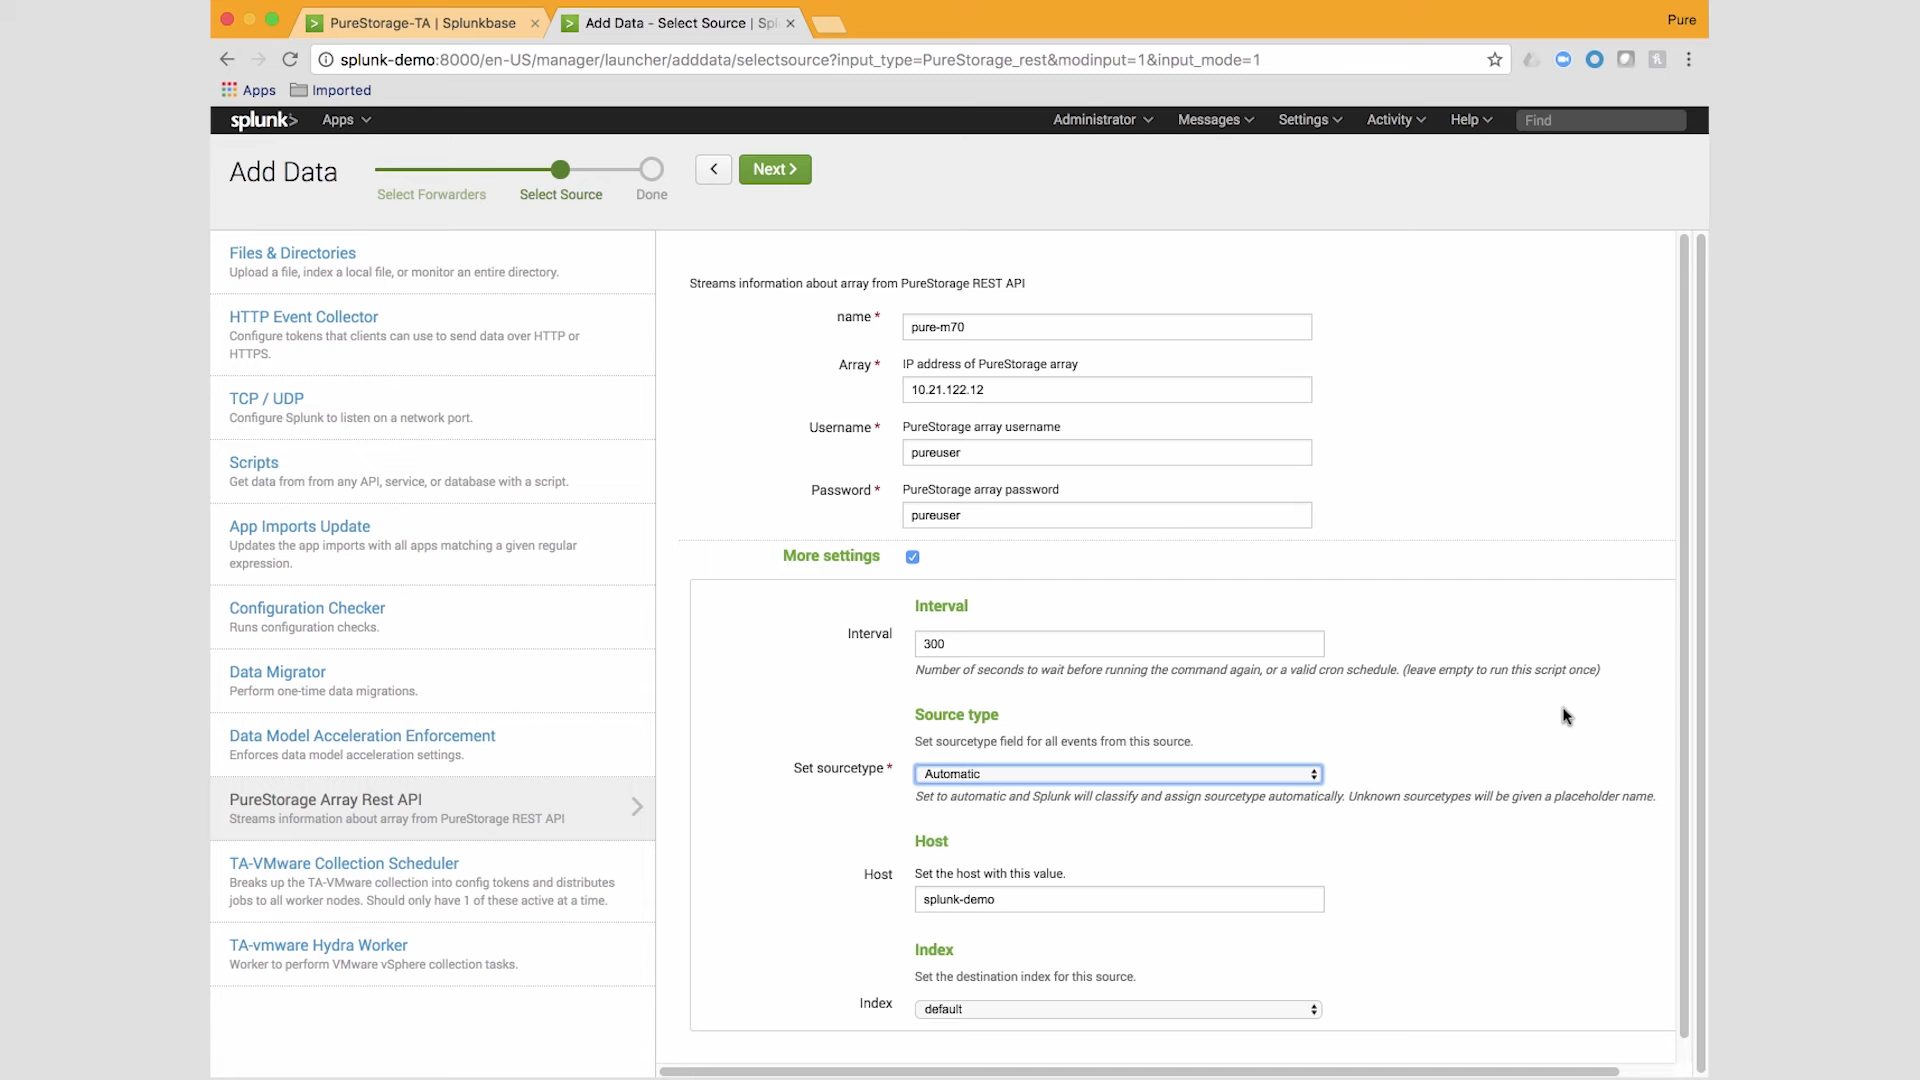 PureStorage-TA | Splunkbase
Add Data - Select Source | Spl
Pure
splunk-demo:8000/en-US/manager/launcher/adddata/selectsource?input_type=PureStorage_rest&modinput=1&input_mode=1
Apps
Imported
splunk>
Apps
Administrator
Messages
Settings
Activity
Help
Find
Add Data
Select Forwarders
Select Source
Done
<
Next >
Files & Directories
Upload a file, index a local file, or monitor an entire directory.
HTTP Event Collector
Configure tokens that clients can use to send data over HTTP or
HTTPS.
TCP / UDP
Configure Splunk to listen on a network port.
Scripts
Get data from from any API, service, or database with a script.
App Imports Update
Updates the app imports with all apps matching a given regular
expression.
Configuration Checker
Runs configuration checks.
Data Migrator
Perform one-time data migrations.
Data Model Acceleration Enforcement
Enforces data model acceleration settings.
PureStorage Array Rest API
Streams information about array from PureStorage REST API
TA-VMware Collection Scheduler
Breaks up the TA-VMware collection into config tokens and distributes
jobs to all worker nodes. Should only have 1 of these active at a time.
TA-vmware Hydra Worker
Worker to perform VMware vSphere collection tasks.
Streams information about array from PureStorage REST API
name *
pure-m70
Array *
IP address of PureStorage array
10.21.122.12
Username *
PureStorage array username
pureuser
Password *
PureStorage array password
pureuser
More settings
Interval
Interval
300
Number of seconds to wait before running the command again, or a valid cron schedule. (leave empty to run this script once)
Source type
Set sourcetype field for all events from this source.
Set sourcetype *
Automatic
Set to automatic and Splunk will classify and assign sourcetype automatically. Unknown sourcetypes will be given a placeholder name.
Host
Host
Set the host with this value.
splunk-demo
Index
Set the destination index for this source.
Index
default